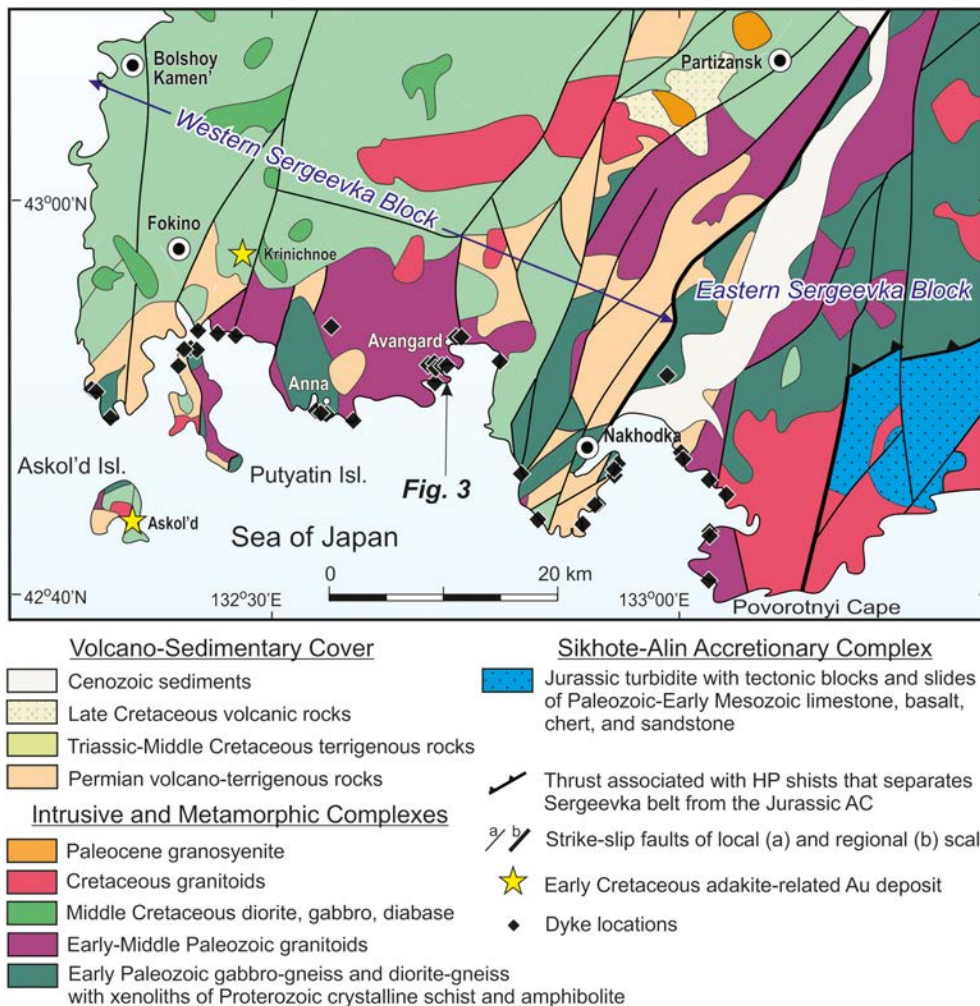 Bolshoy
Kamen'
Partizansk
Western Sergeevka Block
43°00'N
Fokino
Krinichnoe
Eastern Sergeevka Block
Avangard
Anna
Nakhodka
Askol'd Isl.
Putyatin Isl.
Fig. 3
Askol'd
Sea of Japan
0 20 km
42°40'N
132°30'E
133°00'E
Povorotnyi Cape
Volcano-Sedimentary Cover
Cenozoic sediments
Late Cretaceous volcanic rocks
Triassic-Middle Cretaceous terrigenous rocks
Permian volcano-terrigenous rocks
Intrusive and Metamorphic Complexes
Paleocene granosyenite
Cretaceous granitoids
Middle Cretaceous diorite, gabbro, diabase
Early-Middle Paleozoic granitoids
Early Paleozoic gabbro-gneiss and diorite-gneiss
with xenoliths of Proterozoic crystalline schist and amphibolite
Sikhote-Alin Accretionary Complex
Jurassic turbidite with tectonic blocks and slides
of Paleozoic-Early Mesozoic limestone, basalt,
chert, and sandstone
Thrust associated with HP shists that separates
Sergeevka belt from the Jurassic AC
a b Strike-slip faults of local (a) and regional (b) scal
Early Cretaceous adakite-related Au deposit
Dyke locations